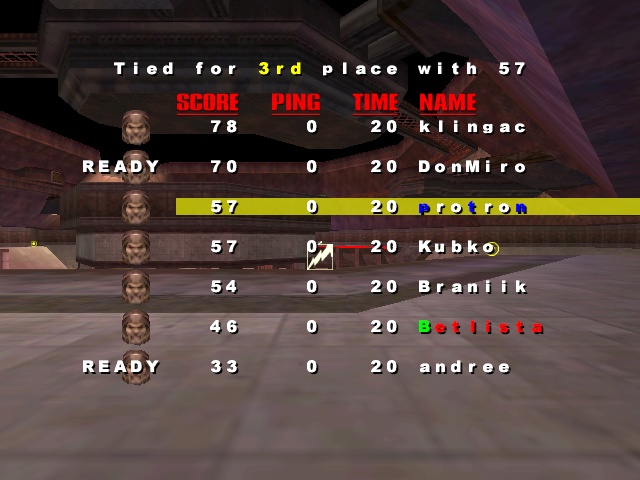 Tied for 3rd place with 57
SCORE PING TIME NAME
78 0 20 klingac
READY 70 0 20 DonMiro
57 0 20 protron
57 0 20 Kubko
54 0 20 Braniik
46 0 20 Betlista
READY 33 0 20 andree